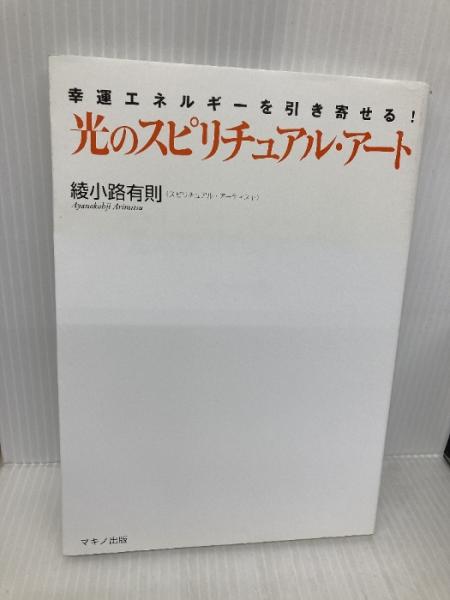 幸運エネルギーを引き寄せる!
光のスピリチュアル・アート
綾小路有則(スピリチュアル・アーティスト)
Ayanokohji Arimitsu
マキノ出版